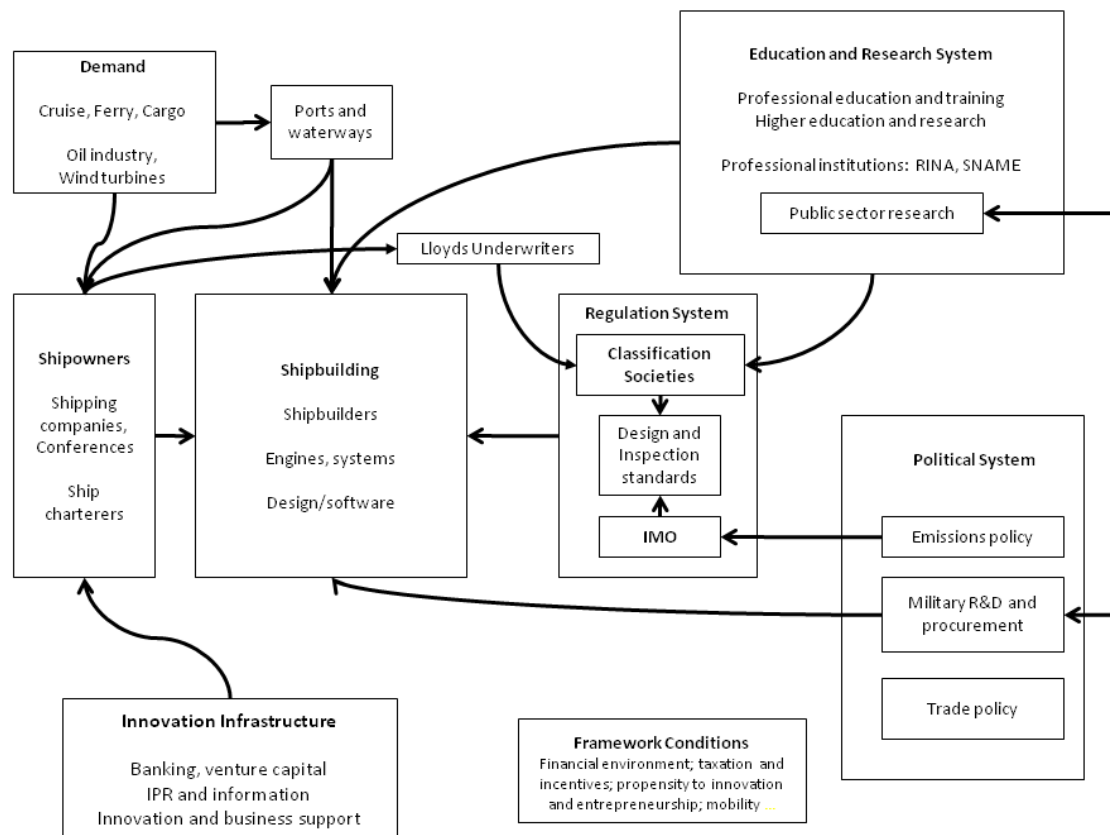 Demand
Cruise, Ferry, Cargo
Oil industry,
Wind turbines
Ports and
waterways
Education and Research System
Professional education and training
Higher education and research
Professional institutions: RINA, SNAME
Public sector research
Lloyds Underwriters
Shipowners
Shipping
companies,
Conferences
Ship
charterers
Shipbuilding
Shipbuilders
Engines, systems
Design/software
Regulation System
Classification
Societies
Design and
Inspection
standards
IMO
Political System
Emissions policy
Military R&D and
procurement
Trade policy
Innovation Infrastructure
Banking, venture capital
IPR and information
Innovation and business support
Framework Conditions
Financial environment; taxation and
incentives; propensity to innovation
and entrepreneurship; mobility ...